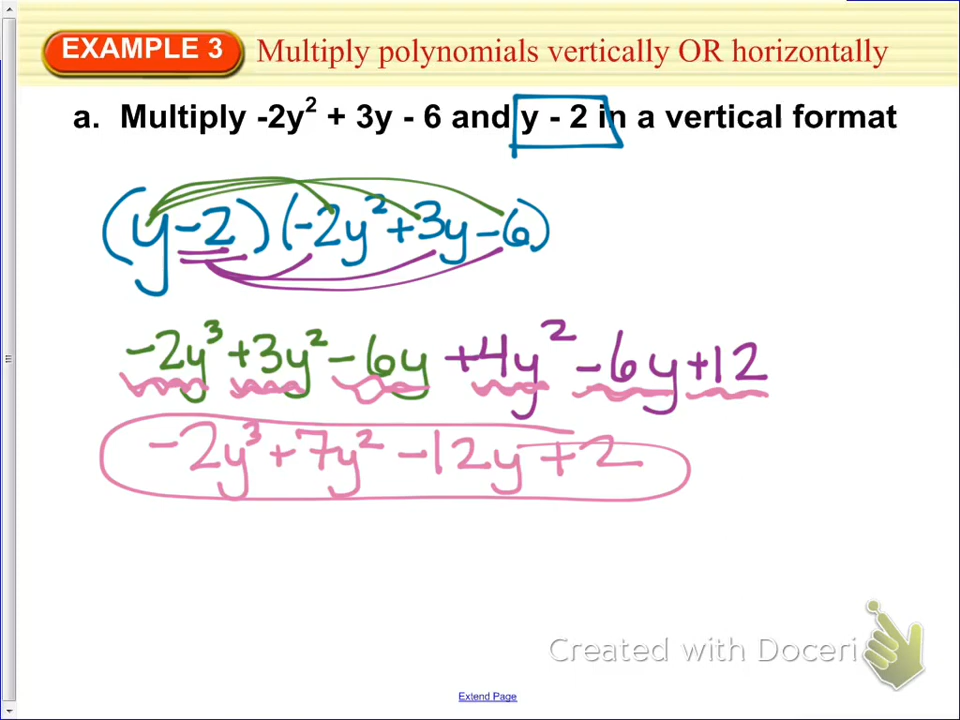 EXAMPLE 3 Multiply polynomials vertically OR horizontally
a. Multiply -2y² + 3y - 6 and y - 2 in a vertical format
(y-2)(-2y²+3y-6)
-2y³+3y²-6y+4y²-6y+12
-2y³+7y²-12y+2
Created with Doceri
Extend Page